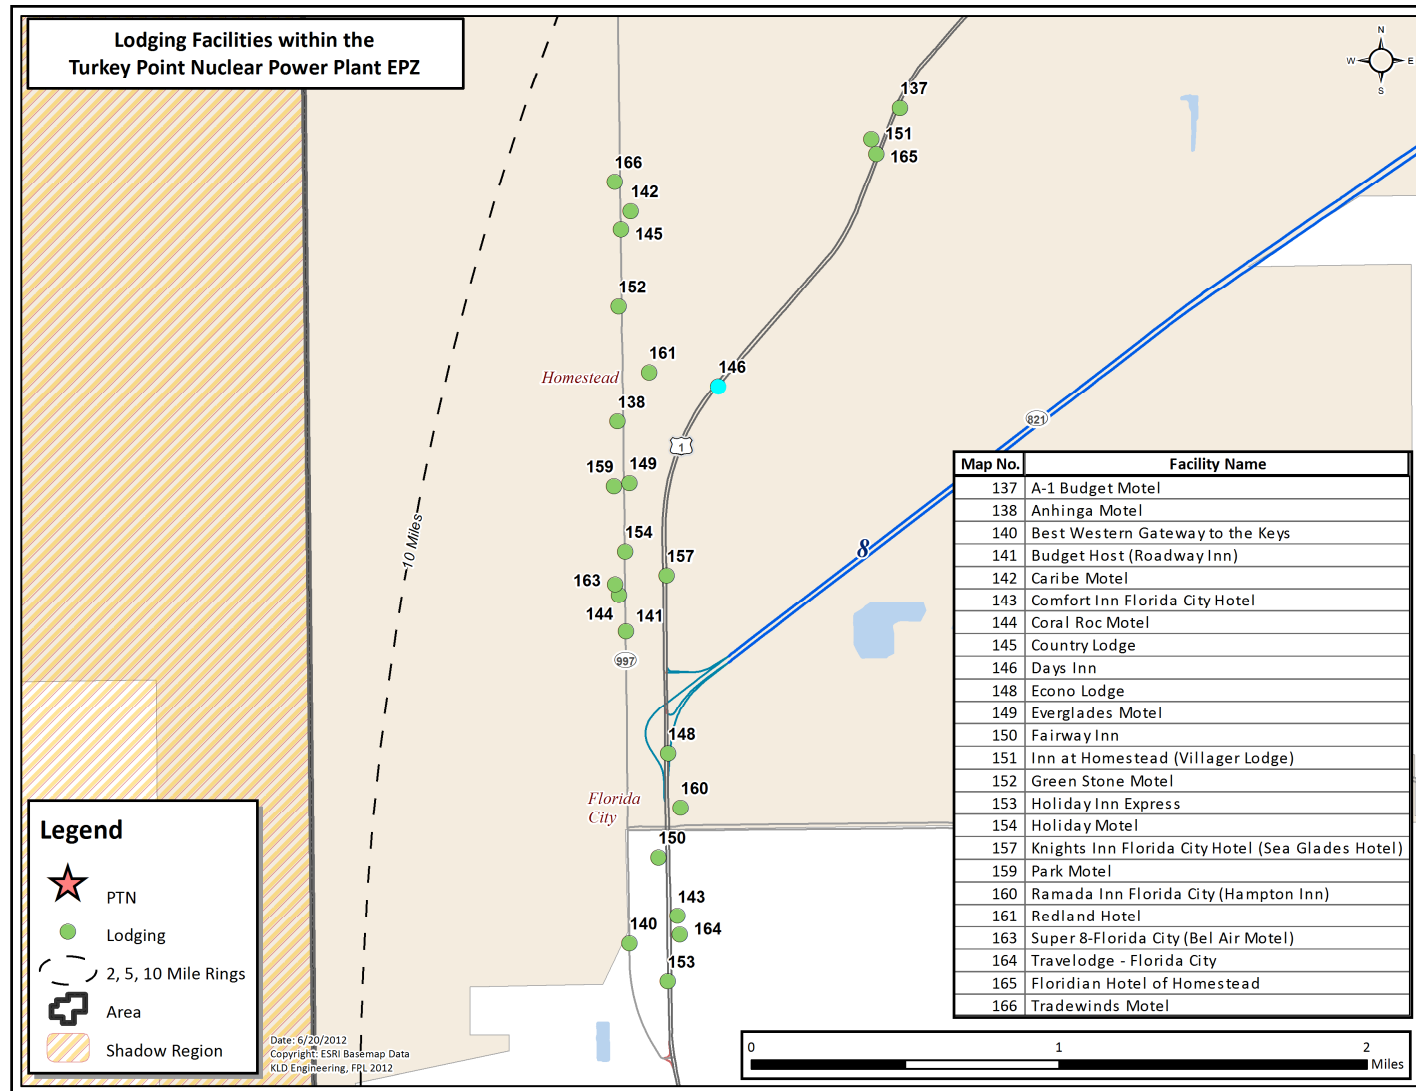 Lodging Facilities within the
Turkey Point Nuclear Power Plant EPZ
N
W E
S
137
151
165
166
142
145
152
161
146
Homestead
138
821
1
159
149
10 Miles
154
8
157
163
144
141
997
148
160
Florida
City
150
143
140
164
153
Map No. Facility Name
137 A-1 Budget Motel
138 Anhinga Motel
140 Best Western Gateway to the Keys
141 Budget Host (Roadway Inn)
142 Caribe Motel
143 Comfort Inn Florida City Hotel
144 Coral Roc Motel
145 Country Lodge
146 Days Inn
148 Econo Lodge
149 Everglades Motel
150 Fairway Inn
151 Inn at Homestead (Villager Lodge)
152 Green Stone Motel
153 Holiday Inn Express
154 Holiday Motel
157 Knights Inn Florida City Hotel (Sea Glades Hotel)
159 Park Motel
160 Ramada Inn Florida City (Hampton Inn)
161 Redland Hotel
163 Super 8-Florida City (Bel Air Motel)
164 Travelodge - Florida City
165 Floridian Hotel of Homestead
166 Tradewinds Motel
Legend
PTN
Lodging
2, 5, 10 Mile Rings
Area
Shadow Region
Date: 6/20/2012
Copyright: ESRI Basemap Data
KLD Engineering, FPL 2012
0 1 2
Miles